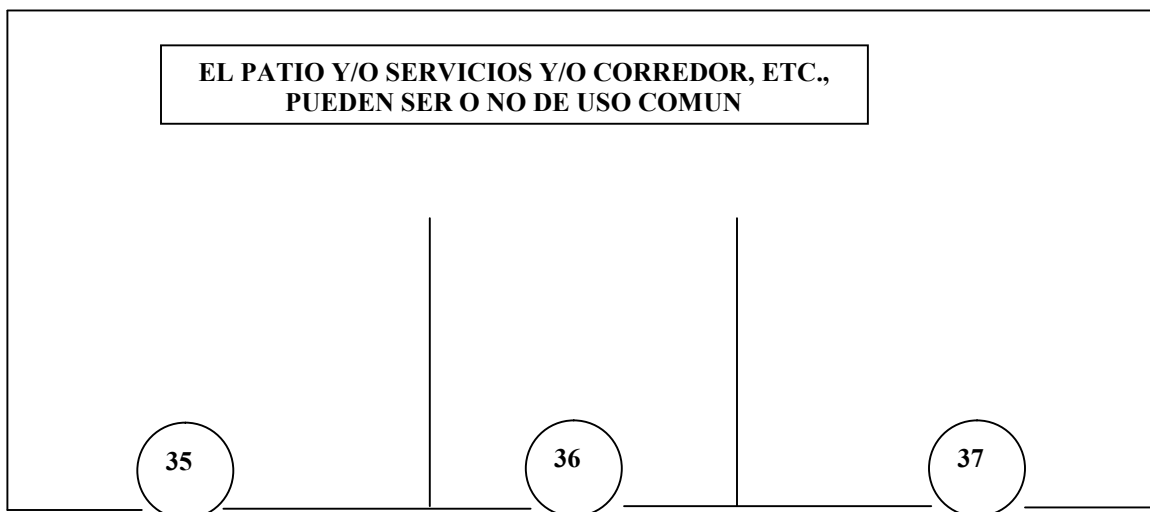 EL PATIO Y/O SERVICIOS Y/O CORREDOR, ETC.,
PUEDEN SER O NO DE USO COMUN
35
36
37